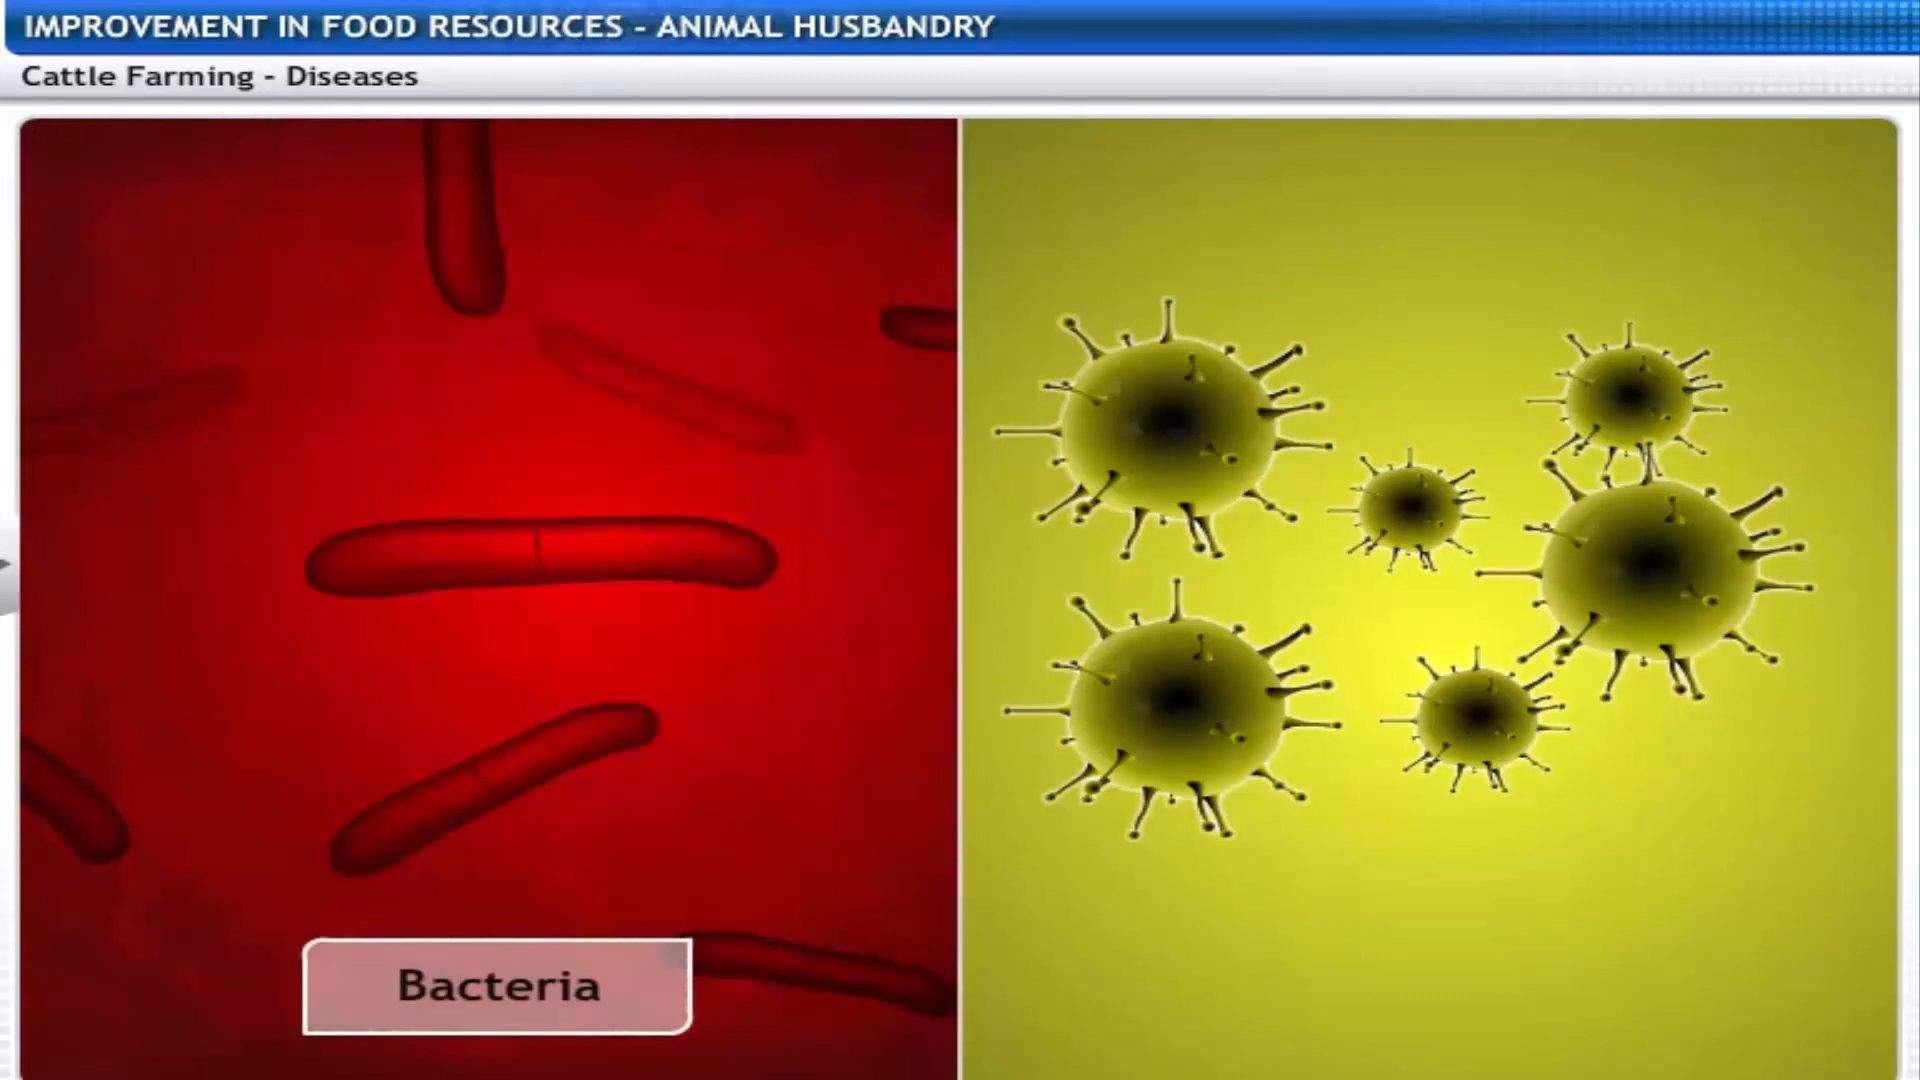 IMPROVEMENT IN FOOD RESOURCES - ANIMAL HUSBANDRY
Cattle Farming - Diseases
Bacteria